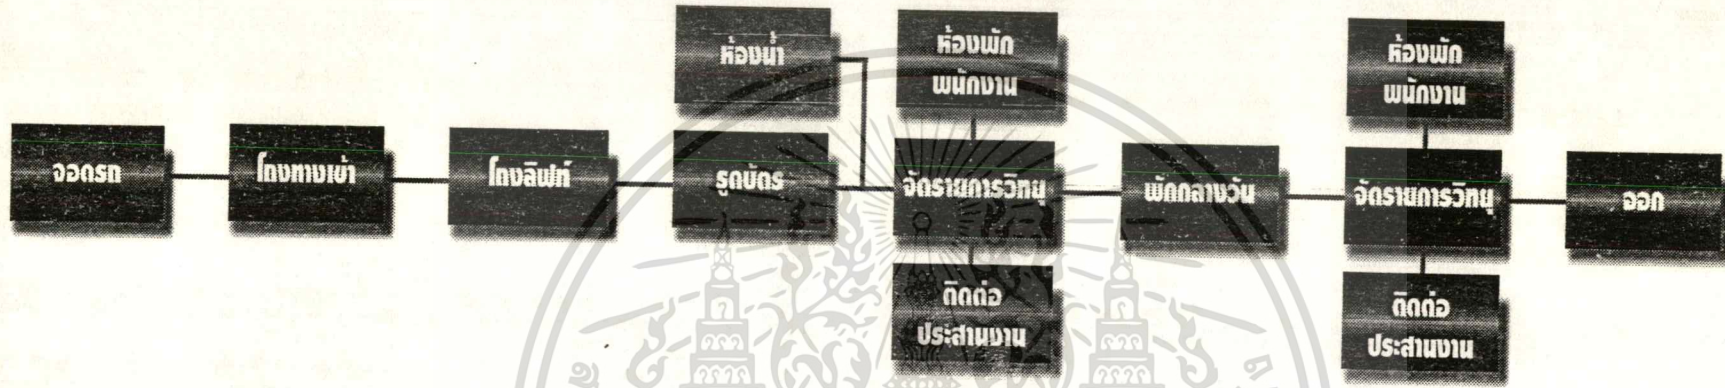 จอดรถ
โถงทางเข้า
โถงลิฟท์
ห้องน้ำ
รูดบัตร
ห้องพัก
พนักงาน
จัดรายการวิทยุ
ติดต่อ
ประสานงาน
พักกลางวัน
ห้องพัก
พนักงาน
จัดรายการวิทยุ
ติดต่อ
ประสานงาน
ออก